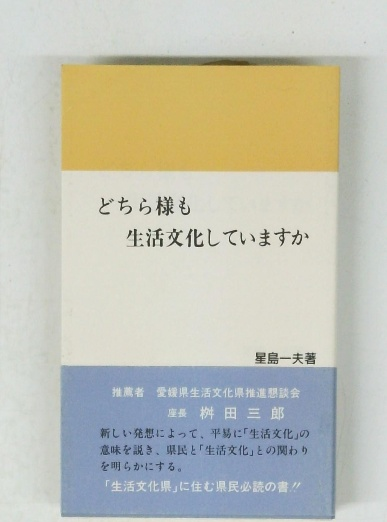 どちら様も
生活文化していますか
星島一夫著
推薦者　愛媛県生活文化県推進懇談会
座長　桝田三郎
新しい発想によって、平易に「生活文化」の
意味を説き、県民と「生活文化」との関わり
を明らかにする。
「生活文化県」に住む県民必読の書!!